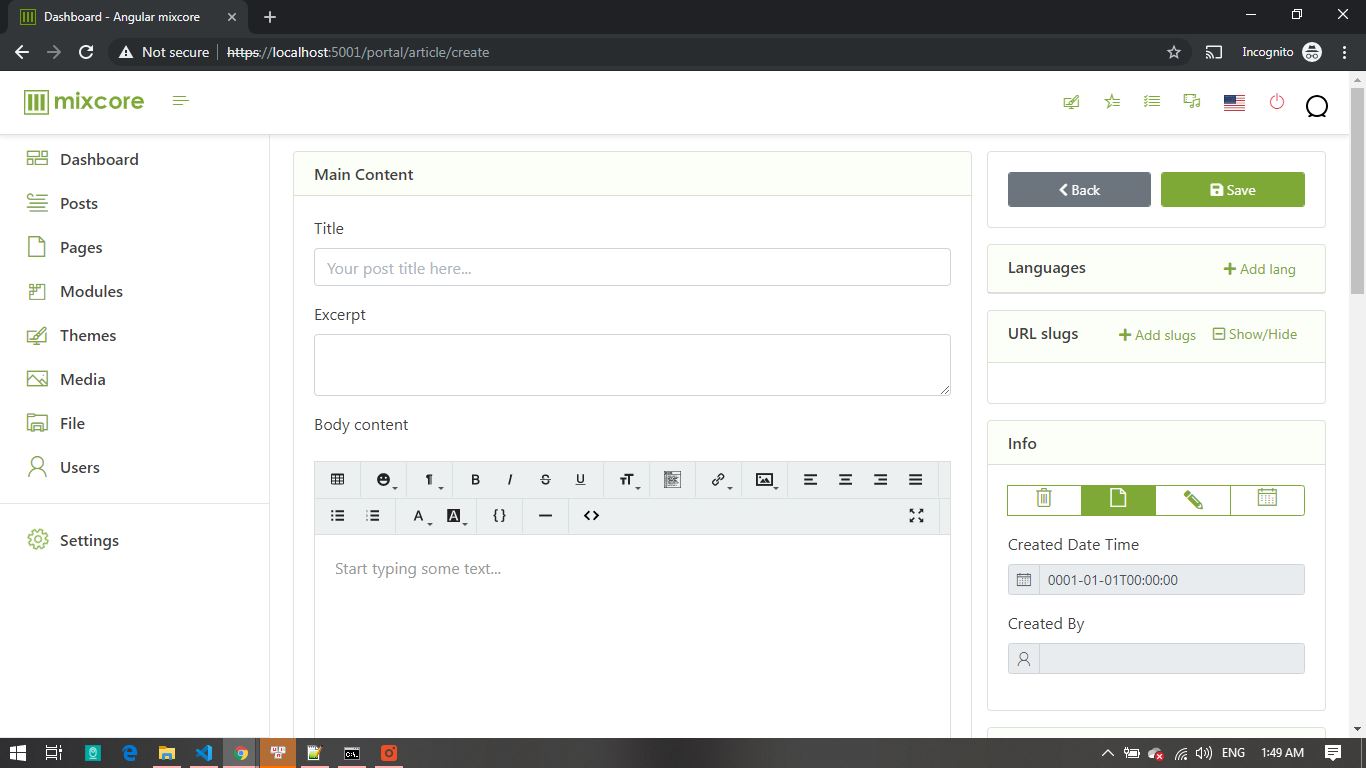 Dashboard - Angular mixcore
Not secure
https://localhost:5001/portal/article/create
Incognito
mixcore
Dashboard
Posts
Pages
Modules
Themes
Media
File
Users
Settings
Main Content
Title
Your post title here...
Excerpt
Body content
B I S U
A A {} <>
Start typing some text...
Back
Save
Languages
Add lang
URL slugs
Add slugs
Show/Hide
Info
Created Date Time
0001-01-01T00:00:00
Created By
ENG
1:49 AM